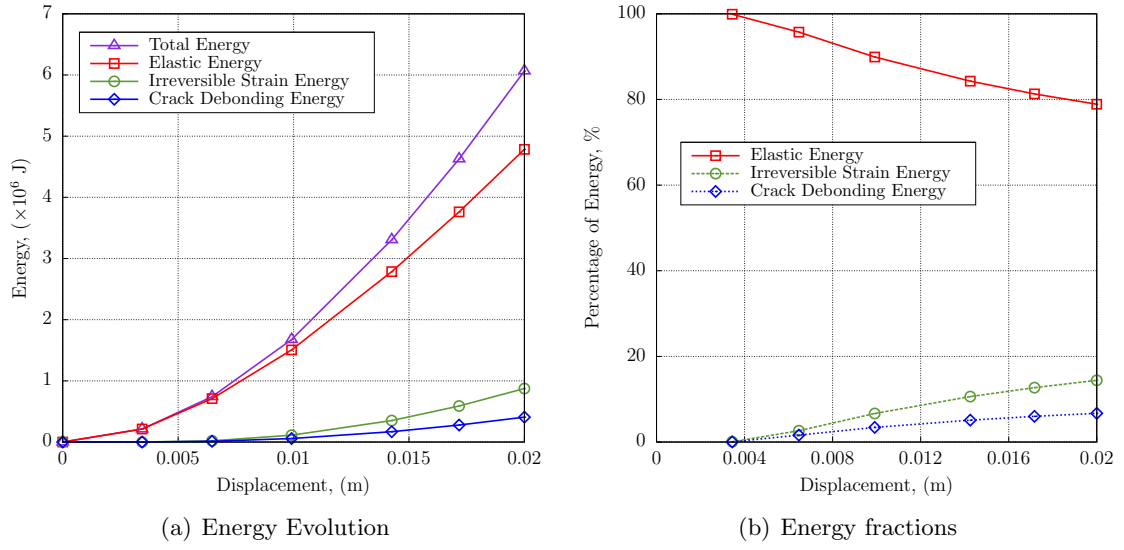 7
6
5
4
3
2
1
0
Energy, (×10⁶ J)
Total Energy
Elastic Energy
Irreversible Strain Energy
Crack Debonding Energy
0
0.005
0.01
0.015
0.02
Displacement, (m)
(a) Energy Evolution
100
80
60
40
20
0
Percentage of Energy, %
Elastic Energy
Irreversible Strain Energy
Crack Debonding Energy
0
0.004
0.008
0.012
0.016
0.02
Displacement, (m)
(b) Energy fractions